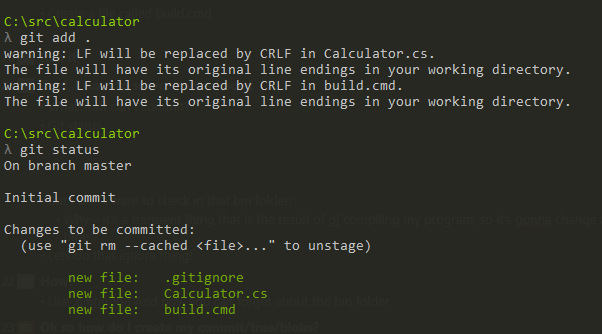 C:\src\calculator
λ git add .
warning: LF will be replaced by CRLF in Calculator.cs.
The file will have its original line endings in your working directory.
warning: LF will be replaced by CRLF in build.cmd.
The file will have its original line endings in your working directory.
C:\src\calculator
λ git status
On branch master
Initial commit
Changes to be committed:
(use "git rm --cached <file>..." to unstage)
new file: .gitignore
new file: Calculator.cs
new file: build.cmd